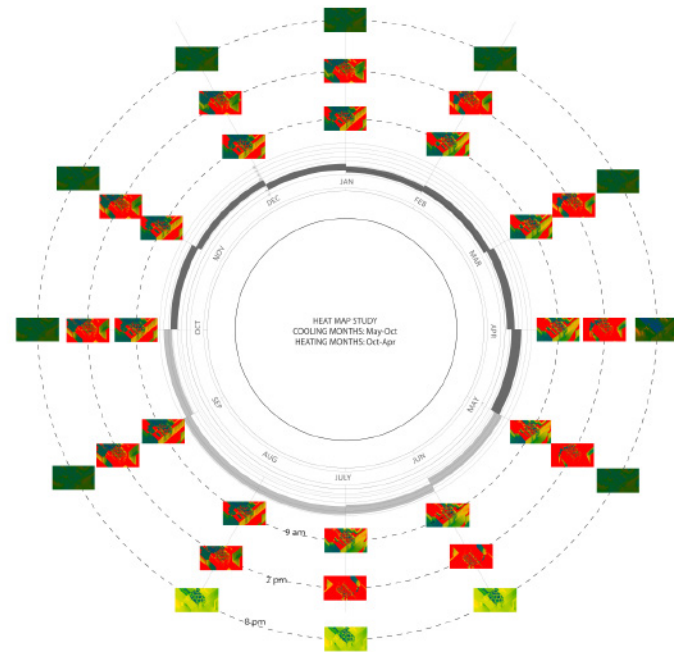 JAN
FEB
MAR
APR
MAY
JUN
JULY
AUG
SEP
OCT
NOV
DEC
HEAT MAP STUDY
COOLING MONTHS: May-Oct
HEATING MONTHS: Oct-Apr
9 am
2 pm
8 pm